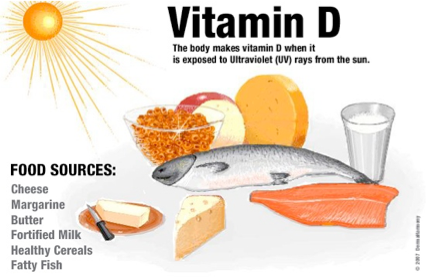 Vitamin D
The body makes vitamin D when it
is exposed to Ultraviolet (UV) rays from the sun.
FOOD SOURCES:
Cheese
Margarine
Butter
Fortified Milk
Healthy Cereals
Fatty Fish